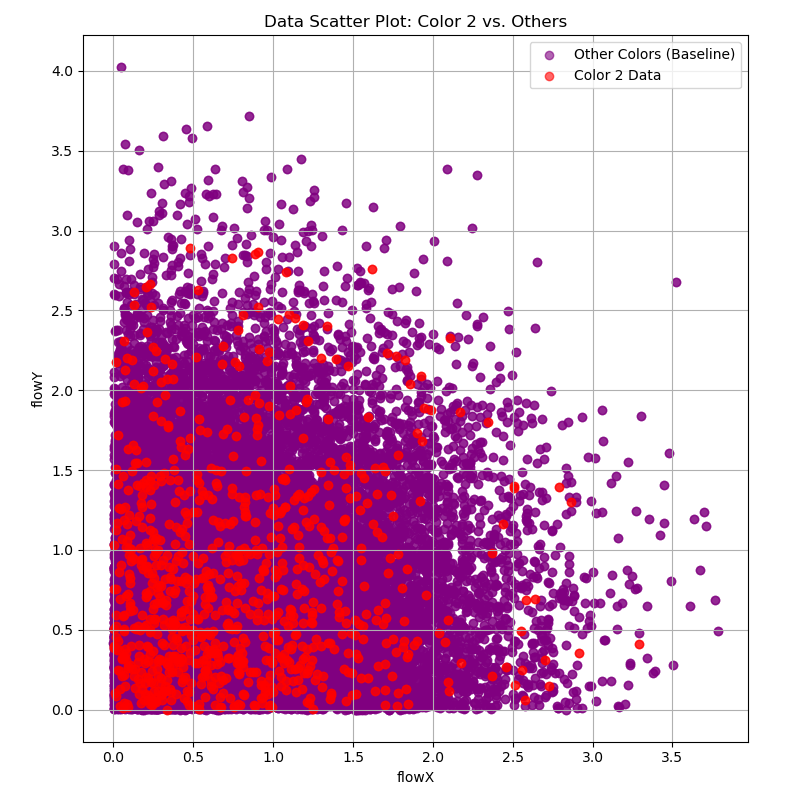 Data Scatter Plot: Color 2 vs. Others
Other Colors (Baseline)
Color 2 Data
flowY
4.0
3.5
3.0
2.5
2.0
1.5
1.0
0.5
0.0
0.0 0.5 1.0 1.5 2.0 2.5 3.0 3.5
flowX